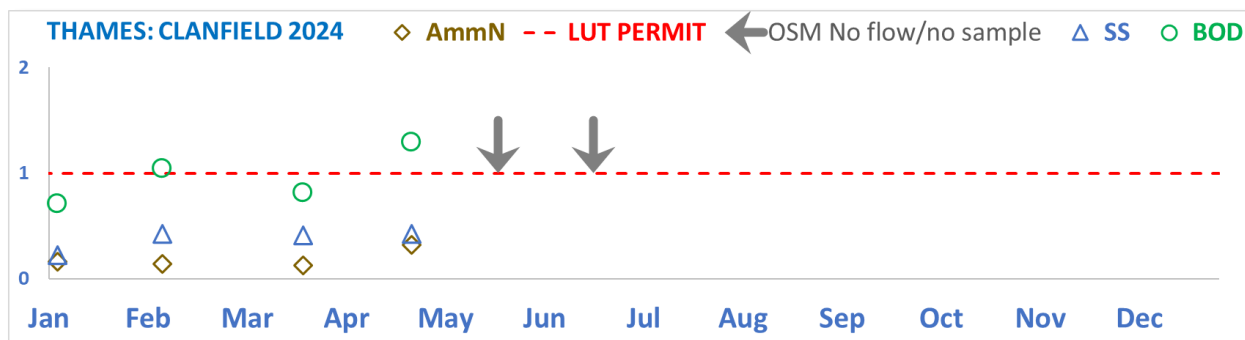 THAMES: CLANFIELD 2024 AmmN LUT PERMIT OSM No flow/no sample SS BOD
2
1
0
Jan Feb Mar Apr May Jun Jul Aug Sep Oct Nov Dec